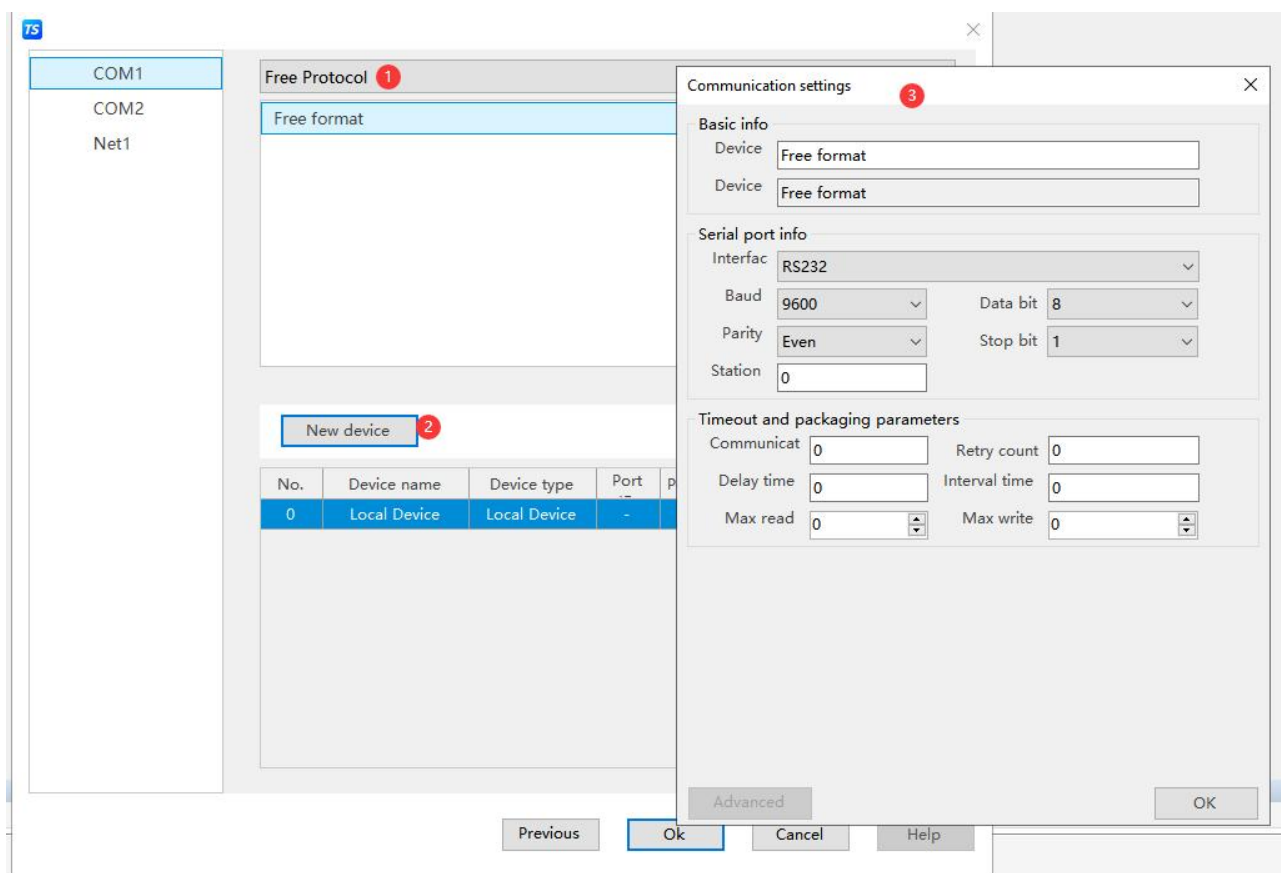 TS
COM1
COM2
Net1
Free Protocol 1
Free format
New device 2
No. Device name Device type Port P
0 Local Device Local Device -
Previous Ok Cancel Help
Communication settings 3
Basic info
Device Free format
Device Free format
Serial port info
Interfac RS232
Baud 9600 Data bit 8
Parity Even Stop bit 1
Station 0
Timeout and packaging parameters
Communicat 0 Retry count 0
Delay time 0 Interval time 0
Max read 0 Max write 0
Advanced OK